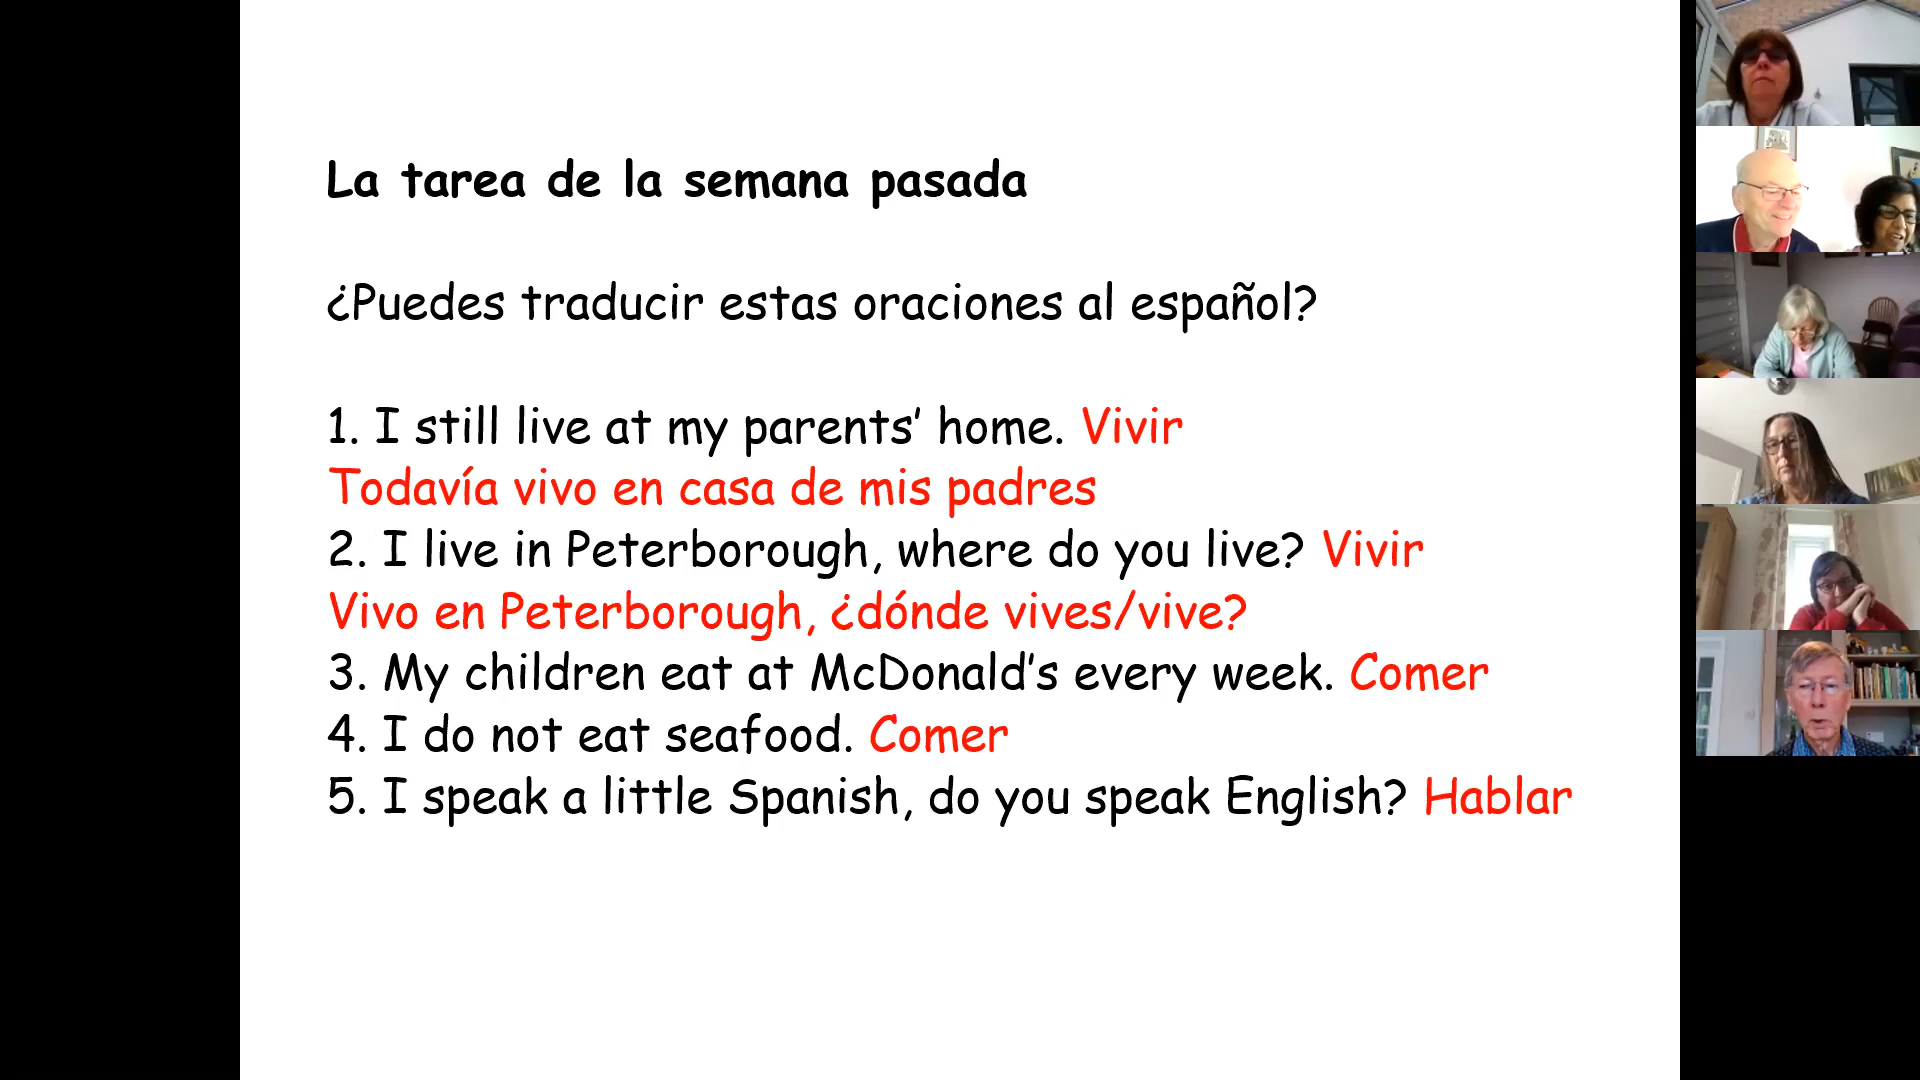 La tarea de la semana pasada
¿Puedes traducir estas oraciones al español?
1. I still live at my parents’ home. Vivir
Todavía vivo en casa de mis padres
2. I live in Peterborough, where do you live? Vivir
Vivo en Peterborough, ¿dónde vives/vive?
3. My children eat at McDonald’s every week. Comer
4. I do not eat seafood. Comer
5. I speak a little Spanish, do you speak English? Hablar